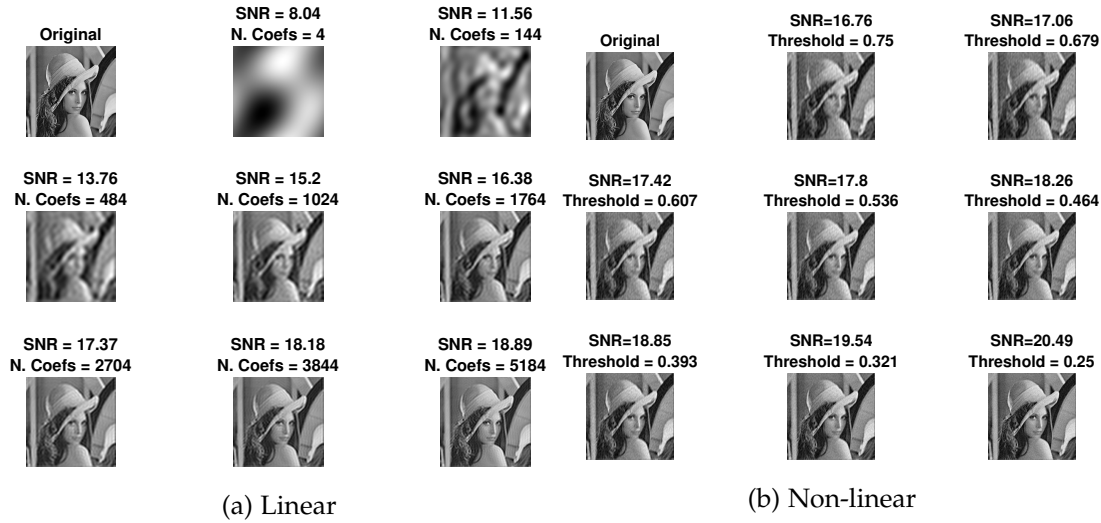 Original
SNR = 8.04
N. Coefs = 4
SNR = 11.56
N. Coefs = 144
SNR = 13.76
N. Coefs = 484
SNR = 15.2
N. Coefs = 1024
SNR = 16.38
N. Coefs = 1764
SNR = 17.37
N. Coefs = 2704
SNR = 18.18
N. Coefs = 3844
SNR = 18.89
N. Coefs = 5184
(a) Linear
Original
SNR=16.76
Threshold = 0.75
SNR=17.06
Threshold = 0.679
SNR=17.42
Threshold = 0.607
SNR=17.8
Threshold = 0.536
SNR=18.26
Threshold = 0.464
SNR=18.85
Threshold = 0.393
SNR=19.54
Threshold = 0.321
SNR=20.49
Threshold = 0.25
(b) Non-linear